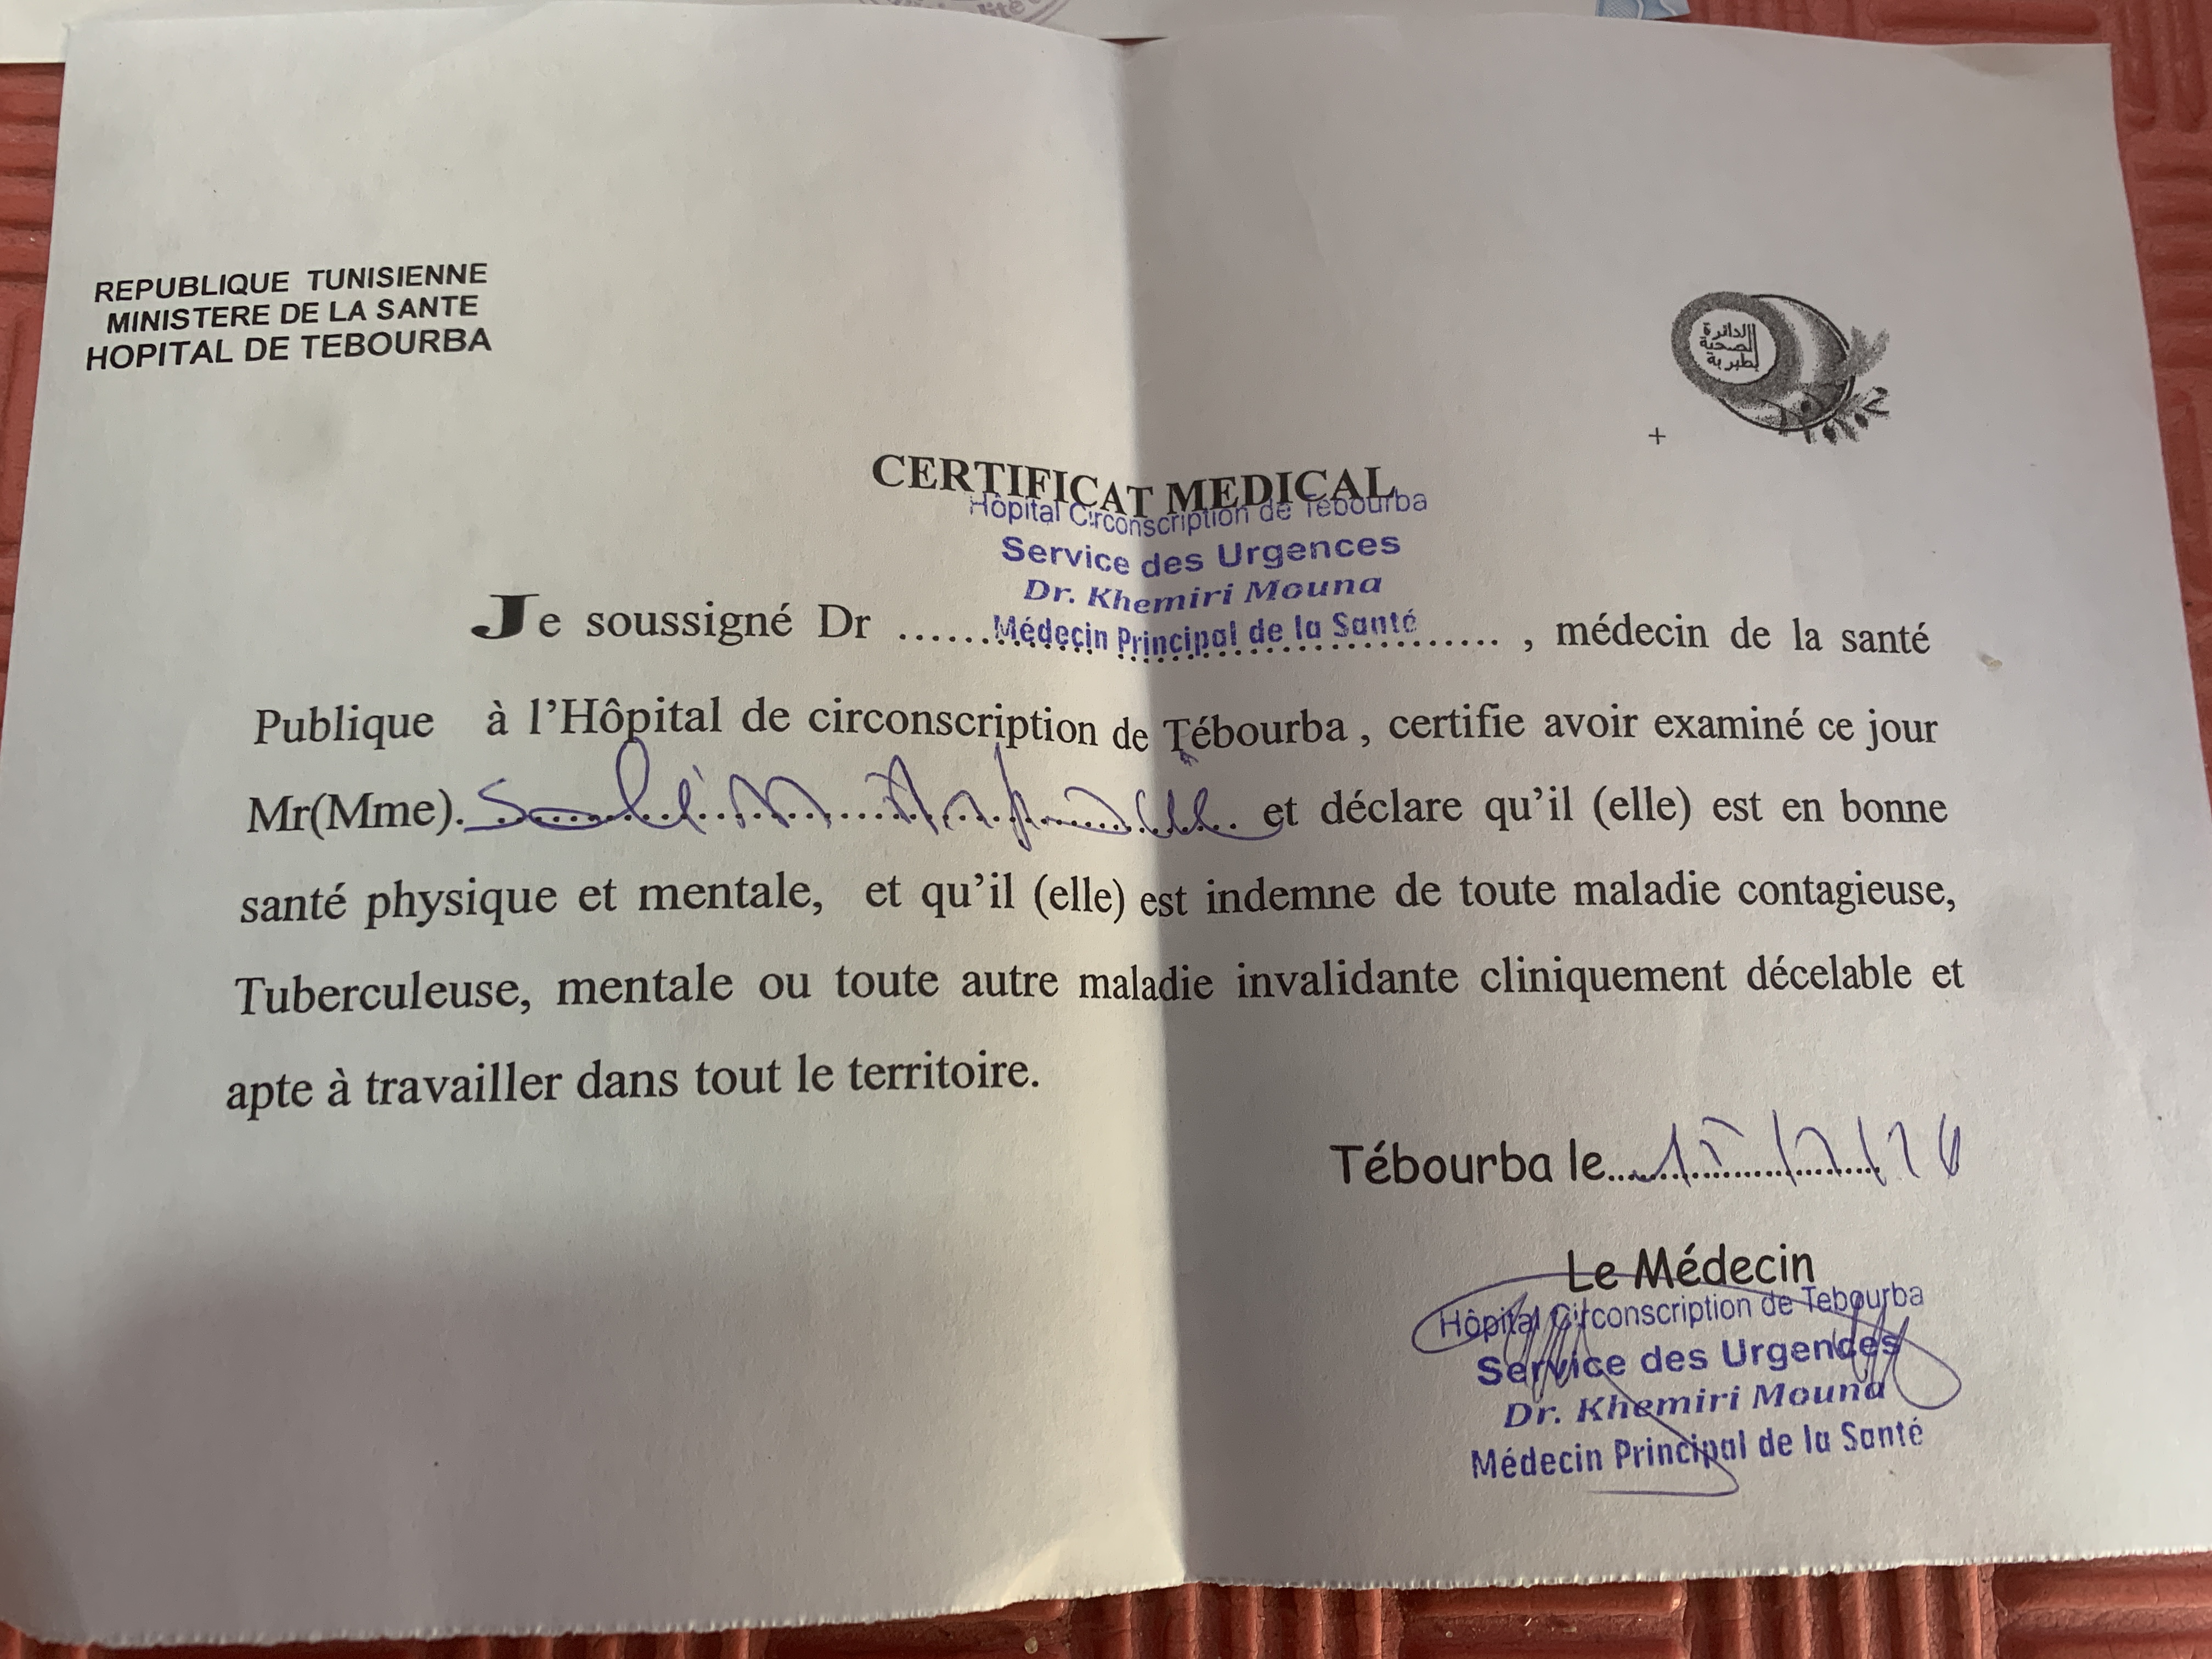 lité
REPUBLIQUE TUNISIENNE
MINISTERE DE LA SANTE
HOPITAL DE TEBOURBA
الدائرة
الصحية
بطبربة
+
CERTIFICAT MEDICAL
Hôpital Circonscription de Tebourba
Service des Urgences
Dr. Khemiri Mouna
Médecin Principal de la Santé
Je soussigné Dr .................... , médecin de la santé
Publique à l'Hôpital de circonscription de Tébourba , certifie avoir examiné ce jour
Mr(Mme). et déclare qu'il (elle) est en bonne
santé physique et mentale, et qu'il (elle) est indemne de toute maladie contagieuse,
Tuberculeuse, mentale ou toute autre maladie invalidante cliniquement décelable et
apte à travailler dans tout le territoire.
Tébourba le...
Le Médecin
Hôpital Circonscription de Tebourba
Service des Urgences
Dr. Khemiri Mouna
Médecin Principal de la Santé